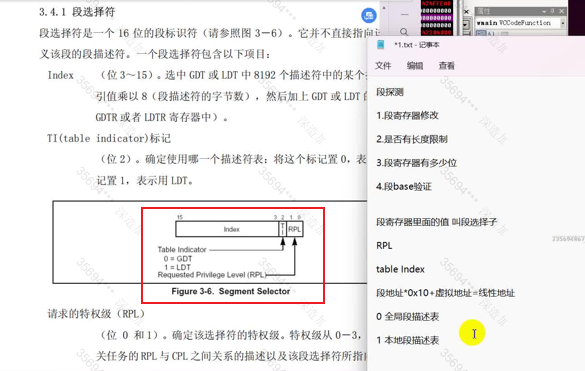 3.4.1 段选择符
段选择符是一个 16 位的段标识符（请参照图 3－6）。它并不直接指向
义该段的段描述符。一个段选择符包含以下项目：
Index （位 3～15）。选中 GDT 或 LDT 中 8192 个描述符中的某个
引值乘以 8（段描述符的字节数），然后加上 GDT 或 LDT 的
GDTR 或者 LDTR 寄存器中）。
TI(table indicator)标记
（位 2）。确定使用哪一个描述符表：将这个标记置 0，表
记置 1，表示用 LDT。
15 3 2 1 0
Index TI RPL
Table Indicator
0 = GDT
1 = LDT
Requested Privilege Level (RPL)
Figure 3-6. Segment Selector
请求的特权级（RPL）
（位 0 和 1）。确定该选择符的特权级。特权级从 0－3，
关任务的 RPL 与 CPL 之间关系的描述以及该段选择符所指
属性
wmain VCCodeFunction
*1.txt - 记事本
文件 编辑 查看
段探测
1.段寄存器修改
2.是否有长度限制
3.段寄存器有多少位
4.段base验证
段寄存器里面的值 叫段选择子
RPL
table Index
段地址*0x10+虚拟地址=线性地址
0 全局段描述表
1 本地段描述表